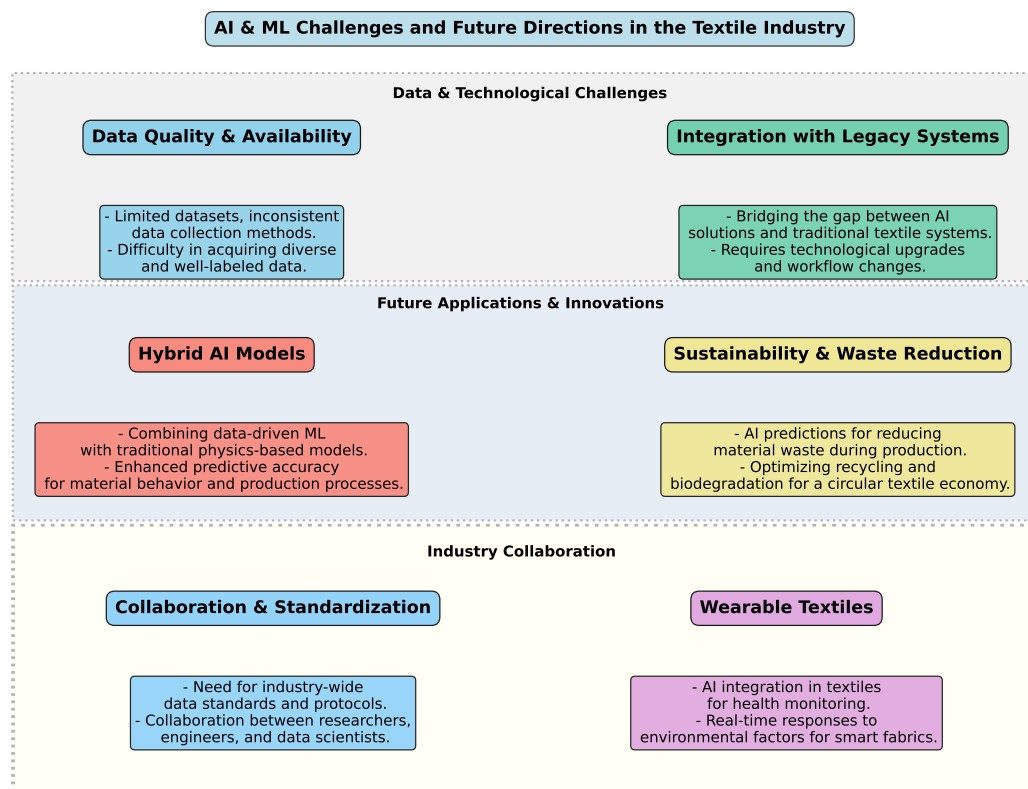 AI & ML Challenges and Future Directions in the Textile Industry
Data & Technological Challenges
Data Quality & Availability
- Limited datasets, inconsistent
data collection methods.
- Difficulty in acquiring diverse
and well-labeled data.
Integration with Legacy Systems
- Bridging the gap between AI
solutions and traditional textile systems.
- Requires technological upgrades
and workflow changes.
Future Applications & Innovations
Hybrid AI Models
- Combining data-driven ML
with traditional physics-based models.
- Enhanced predictive accuracy
for material behavior and production processes.
Sustainability & Waste Reduction
- AI predictions for reducing
material waste during production.
- Optimizing recycling and
biodegradation for a circular textile economy.
Industry Collaboration
Collaboration & Standardization
- Need for industry-wide
data standards and protocols.
- Collaboration between researchers,
engineers, and data scientists.
Wearable Textiles
- AI integration in textiles
for health monitoring.
- Real-time responses to
environmental factors for smart fabrics.